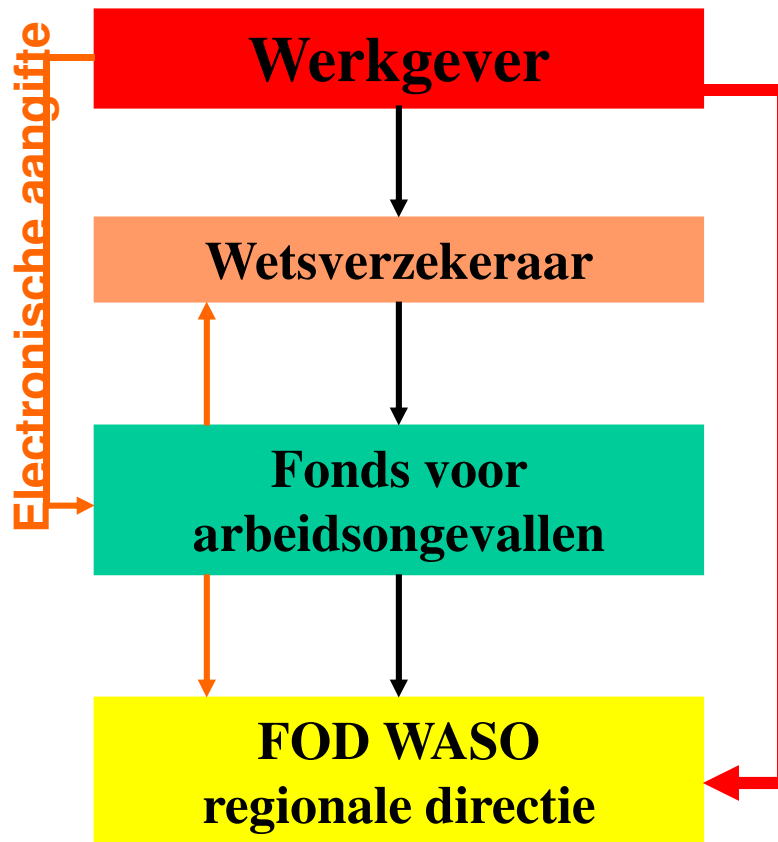 Electronische aangifte
Werkgever
Wetsverzekeraar
Fonds voor
arbeidsongevallen
FOD WASO
regionale directie